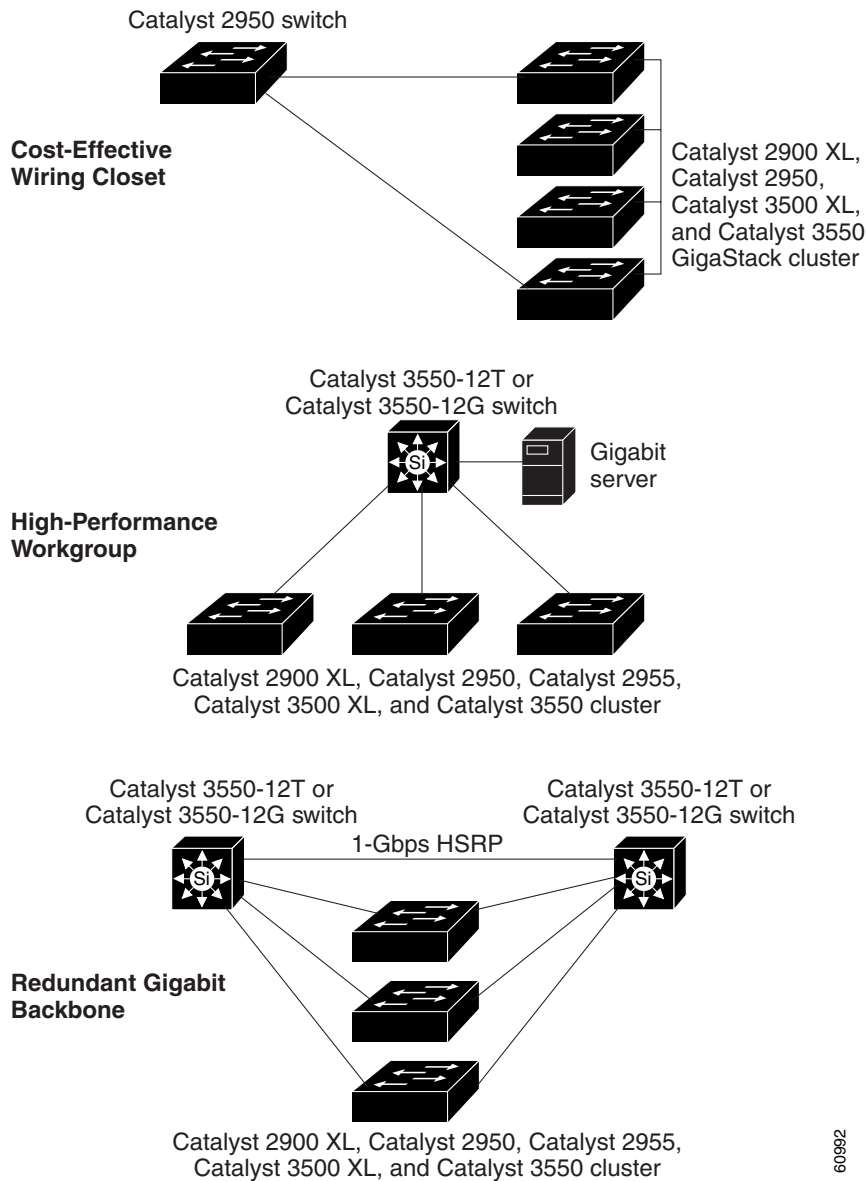 Catalyst 2950 switch
Cost-Effective
Wiring Closet
Catalyst 2900 XL,
Catalyst 2950,
Catalyst 3500 XL,
and Catalyst 3550
GigaStack cluster
Catalyst 3550-12T or
Catalyst 3550-12G switch
Si
Gigabit
server
High-Performance
Workgroup
Catalyst 2900 XL, Catalyst 2950, Catalyst 2955,
Catalyst 3500 XL, and Catalyst 3550 cluster
Catalyst 3550-12T or
Catalyst 3550-12G switch
Catalyst 3550-12T or
Catalyst 3550-12G switch
1-Gbps HSRP
Si
Si
Redundant Gigabit
Backbone
Catalyst 2900 XL, Catalyst 2950, Catalyst 2955,
Catalyst 3500 XL, and Catalyst 3550 cluster
60992